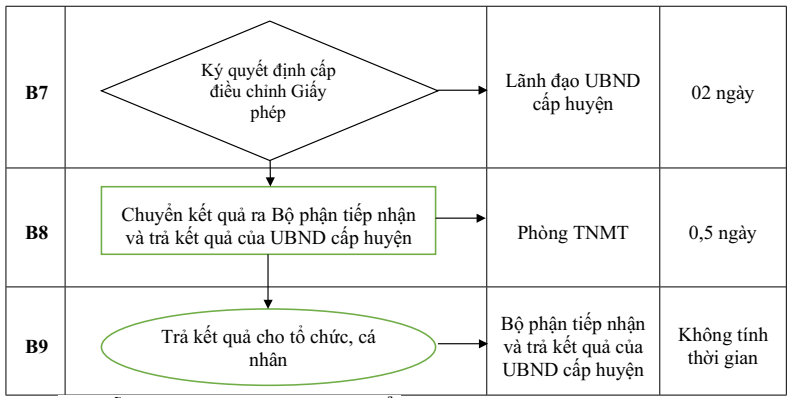 B7
Ký quyết định cấp
điều chỉnh Giấy
phép
Lãnh đạo UBND
cấp huyện
02 ngày
B8
Chuyển kết quả ra Bộ phận tiếp nhận
và trả kết quả của UBND cấp huyện
Phòng TNMT
0,5 ngày
B9
Trả kết quả cho tổ chức, cá
nhân
Bộ phận tiếp nhận
và trả kết quả của
UBND cấp huyện
Không tính
thời gian